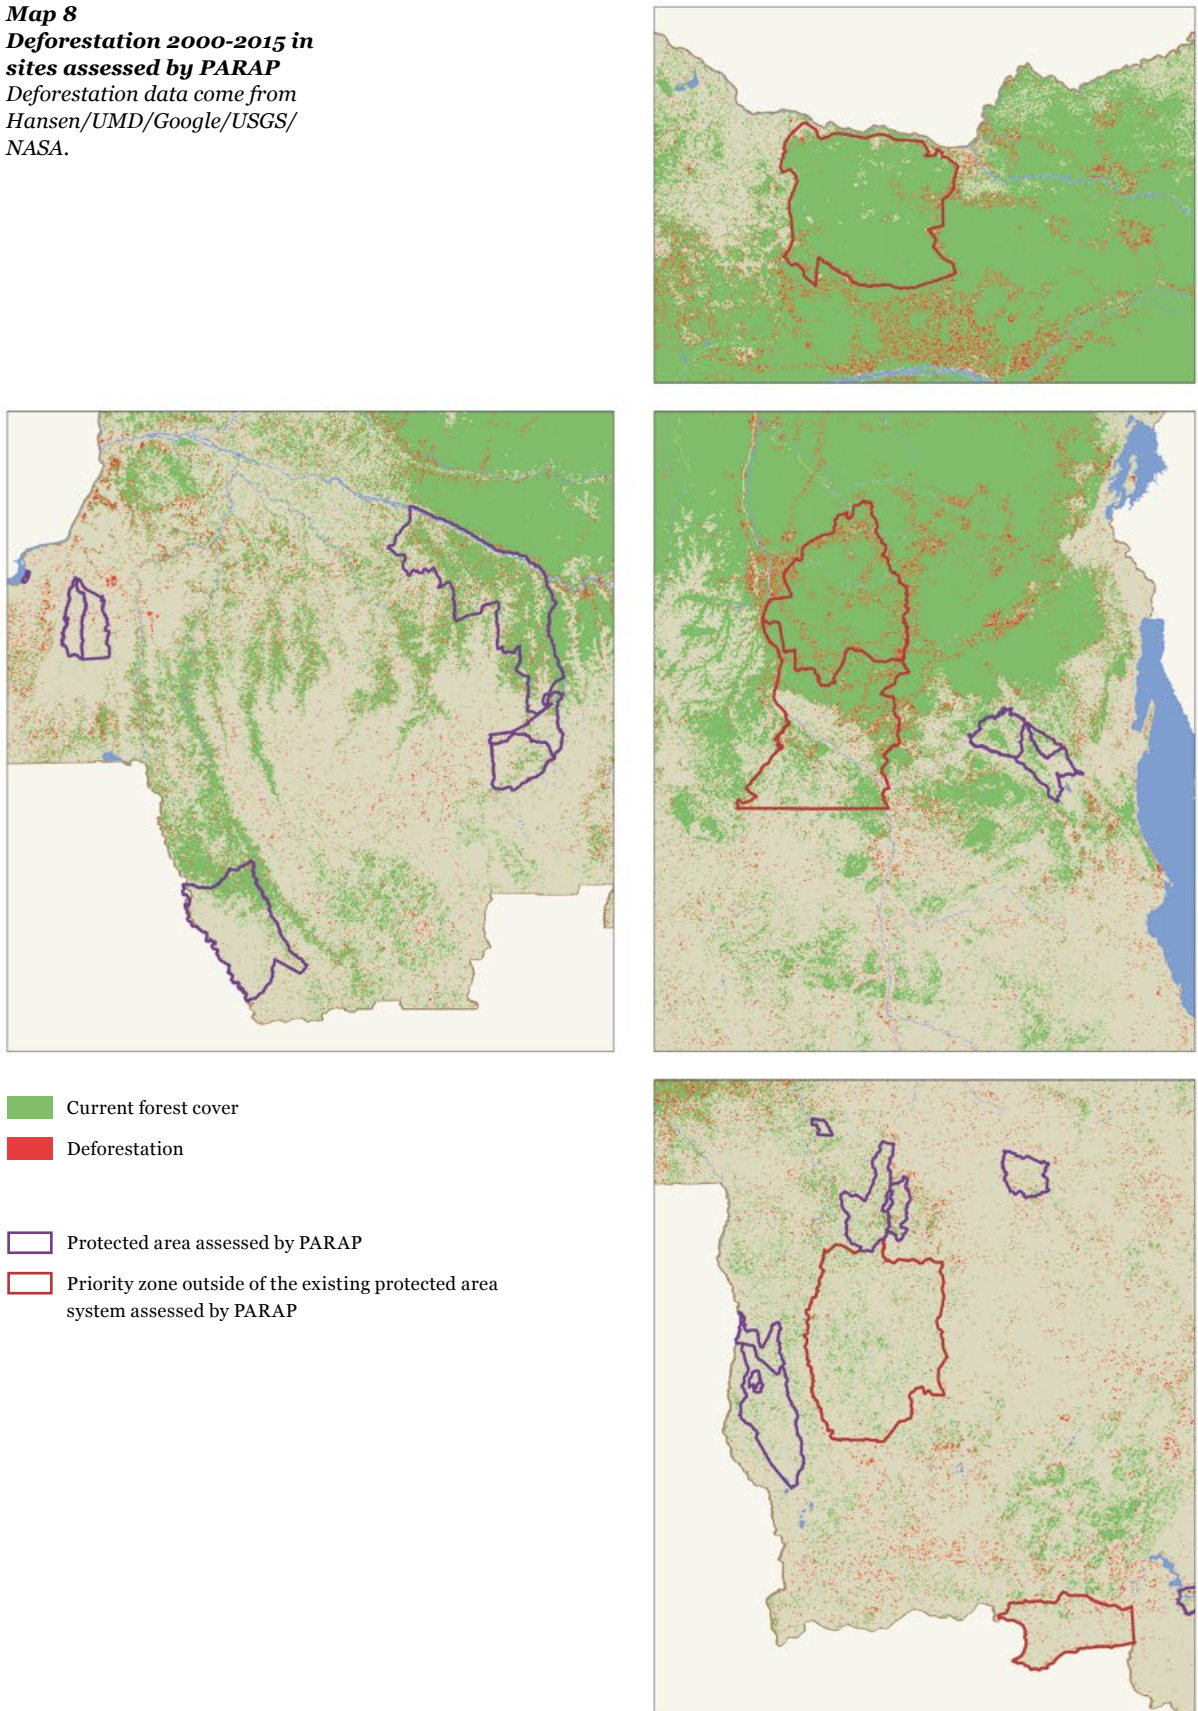 Map 8
Deforestation 2000-2015 in
sites assessed by PARAP
Deforestation data come from
Hansen/UMD/Google/USGS/
NASA.
Current forest cover
Deforestation
Protected area assessed by PARAP
Priority zone outside of the existing protected area
system assessed by PARAP